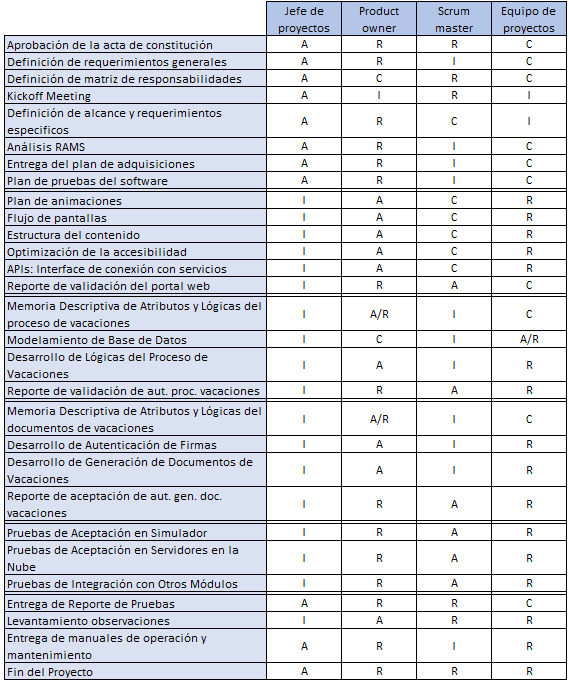 Jefe de proyectos Product owner Scrum master Equipo de proyectos
Aprobación de la acta de constitución A R R C
Definición de requerimientos generales A R I C
Definición de matriz de responsabilidades A C R C
Kickoff Meeting A I R I
Definición de alcance y requerimientos
especificos A R C I
Análisis RAMS A R I C
Entrega del plan de adquisiciones A R I C
Plan de pruebas del software A R I C
Plan de animaciones I A C R
Flujo de pantallas I A C R
Estructura del contenido I A C R
Optimización de la accesibilidad I A C R
APIs: Interface de conexión con servicios I A C R
Reporte de validación del portal web I R A C
Memoria Descriptiva de Atributos y Lógicas del
proceso de vacaciones I A/R I C
Modelamiento de Base de Datos I C I A/R
Desarrollo de Lógicas del Proceso de
Vacaciones I A I R
Reporte de validación de aut. proc. vacaciones I R A R
Memoria Descriptiva de Atributos y Lógicas del
documentos de vacaciones I A/R I C
Desarrollo de Autenticación de Firmas I A I R
Desarrollo de Generación de Documentos de
Vacaciones I A I R
Reporte de aceptación de aut. gen. doc.
vacaciones I R A R
Pruebas de Aceptación en Simulador I R A R
Pruebas de Aceptación en Servidores en la
Nube I R A R
Pruebas de Integración con Otros Módulos I R A R
Entrega de Reporte de Pruebas A R R C
Levantamiento observaciones I A R R
Entrega de manuales de operación y
mantenimiento A R I R
Fin del Proyecto A R R R